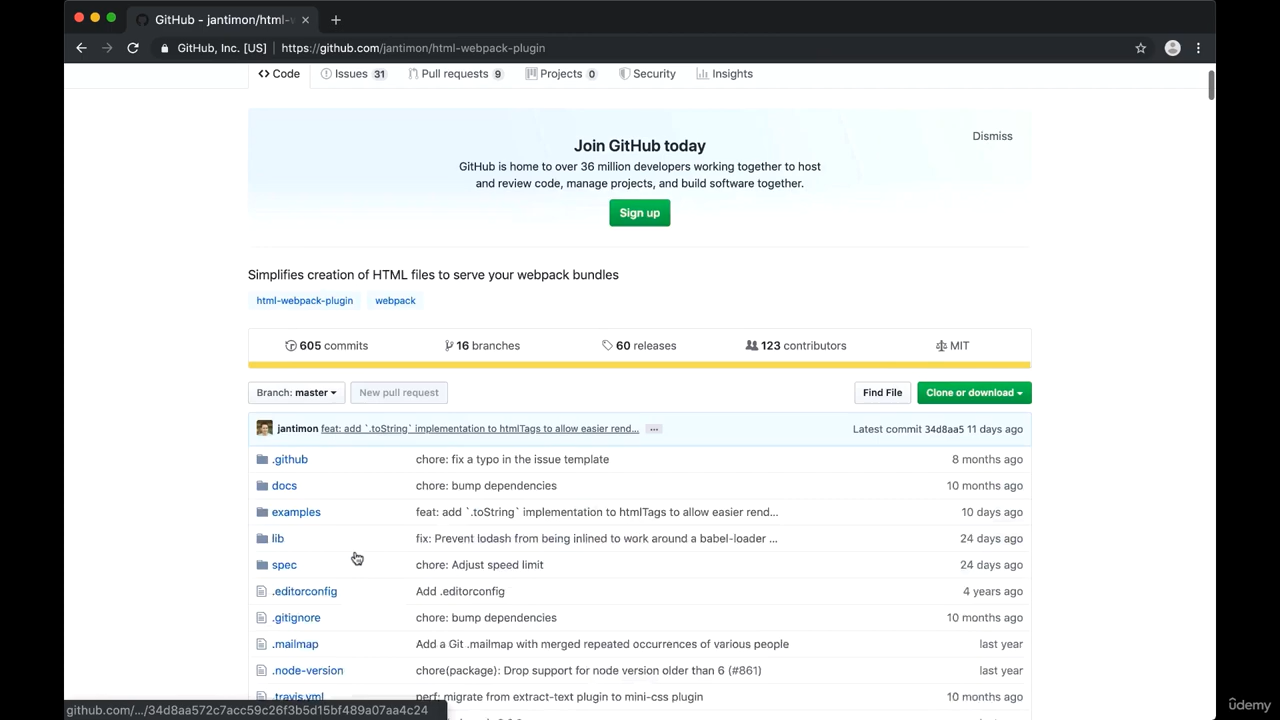 GitHub - jantimon/html-w
GitHub, Inc. [US] | https://github.com/jantimon/html-webpack-plugin
Code Issues 31 Pull requests 9 Projects 0 Security Insights
Join GitHub today
Dismiss
GitHub is home to over 36 million developers working together to host
and review code, manage projects, and build software together.
Sign up
Simplifies creation of HTML files to serve your webpack bundles
html-webpack-plugin webpack
605 commits 16 branches 60 releases 123 contributors MIT
Branch: master New pull request Find File Clone or download
jantimon feat: add `.toString` implementation to htmlTags to allow easier rend... ... Latest commit 34d8aa5 11 days ago
.github chore: fix a typo in the issue template 8 months ago
docs chore: bump dependencies 10 months ago
examples feat: add `.toString` implementation to htmlTags to allow easier rend... 10 days ago
lib fix: Prevent lodash from being inlined to work around a babel-loader ... 24 days ago
spec chore: Adjust speed limit 24 days ago
.editorconfig Add .editorconfig 4 years ago
.gitignore chore: bump dependencies 10 months ago
.mailmap Add a Git .mailmap with merged repeated occurrences of various people last year
.node-version chore(package): Drop support for node version older than 6 (#861) last year
.travis.yml perf: migrate from extract-text plugin to mini-css plugin 10 months ago
github.com/.../34d8aa572c7acc59c26f3b5d15bf489a07aa4c24
ûdemy